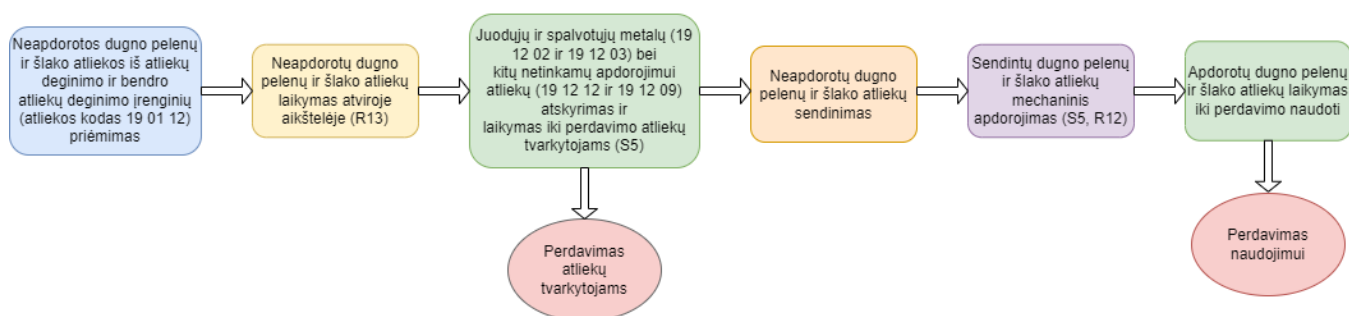 Neapdorotos dugno pelenų
ir šlako atliekos iš atliekų
deginimo ir bendro
atliekų deginimo įrenginių
(atliekos kodas 19 01 12)
priėmimas
Neapdorotų dugno
pelenų ir šlako atliekų
laikymas atviroje
aikštelėje (R13)
Juodųjų ir spalvotųjų metalų (19
12 02 ir 19 12 03) bei
kitų netinkamų apdorojimui
atliekų (19 12 12 ir 19 12 09)
atskyrimas ir
laikymas iki perdavimo atliekų
tvarkytojams (S5)
Neapdorotų dugno
pelenų ir šlako atliekų
sendinimas
Sendintų dugno pelenų
ir šlako atliekų
mechaninis
apdorojimas (S5, R12)
Apdorotų dugno pelenų
ir šlako atliekų laikymas
iki perdavimo naudoti
Perdavimas
atliekų
tvarkytojams
Perdavimas
naudojimui